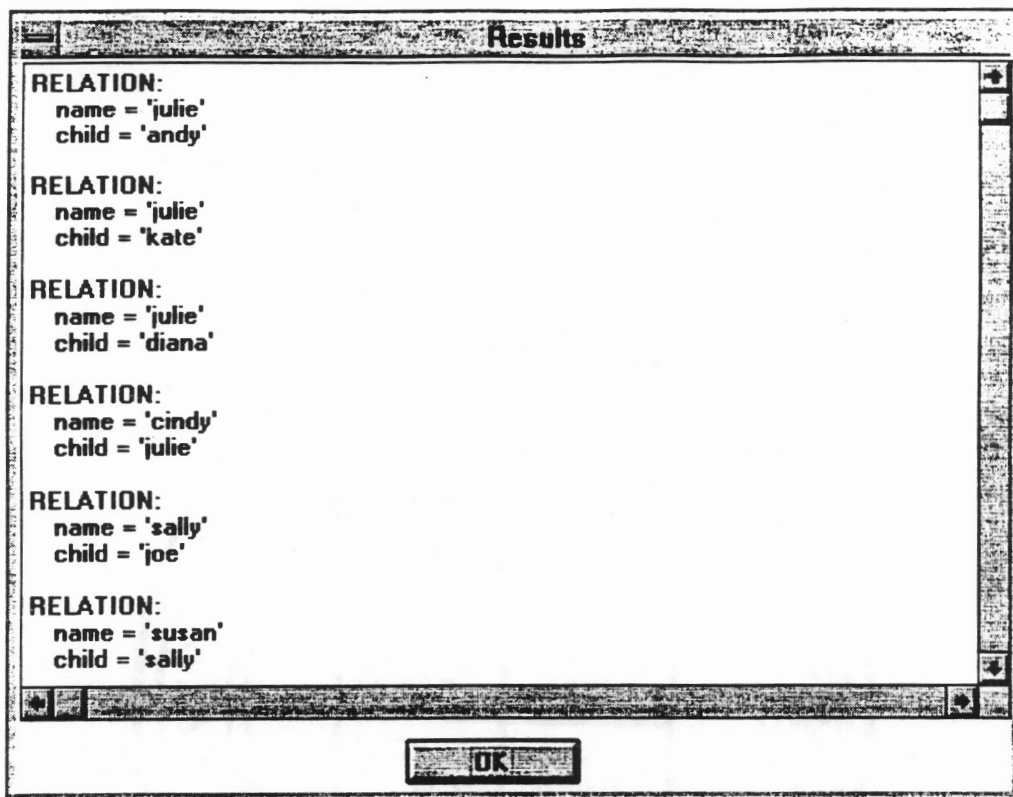 Results
RELATION:
name = 'julie'
child = 'andy'
RELATION:
name = 'julie'
child = 'kate'
RELATION:
name = 'julie'
child = 'diana'
RELATION:
name = 'cindy'
child = 'julie'
RELATION:
name = 'sally'
child = 'joe'
RELATION:
name = 'susan'
child = 'sally'
OK